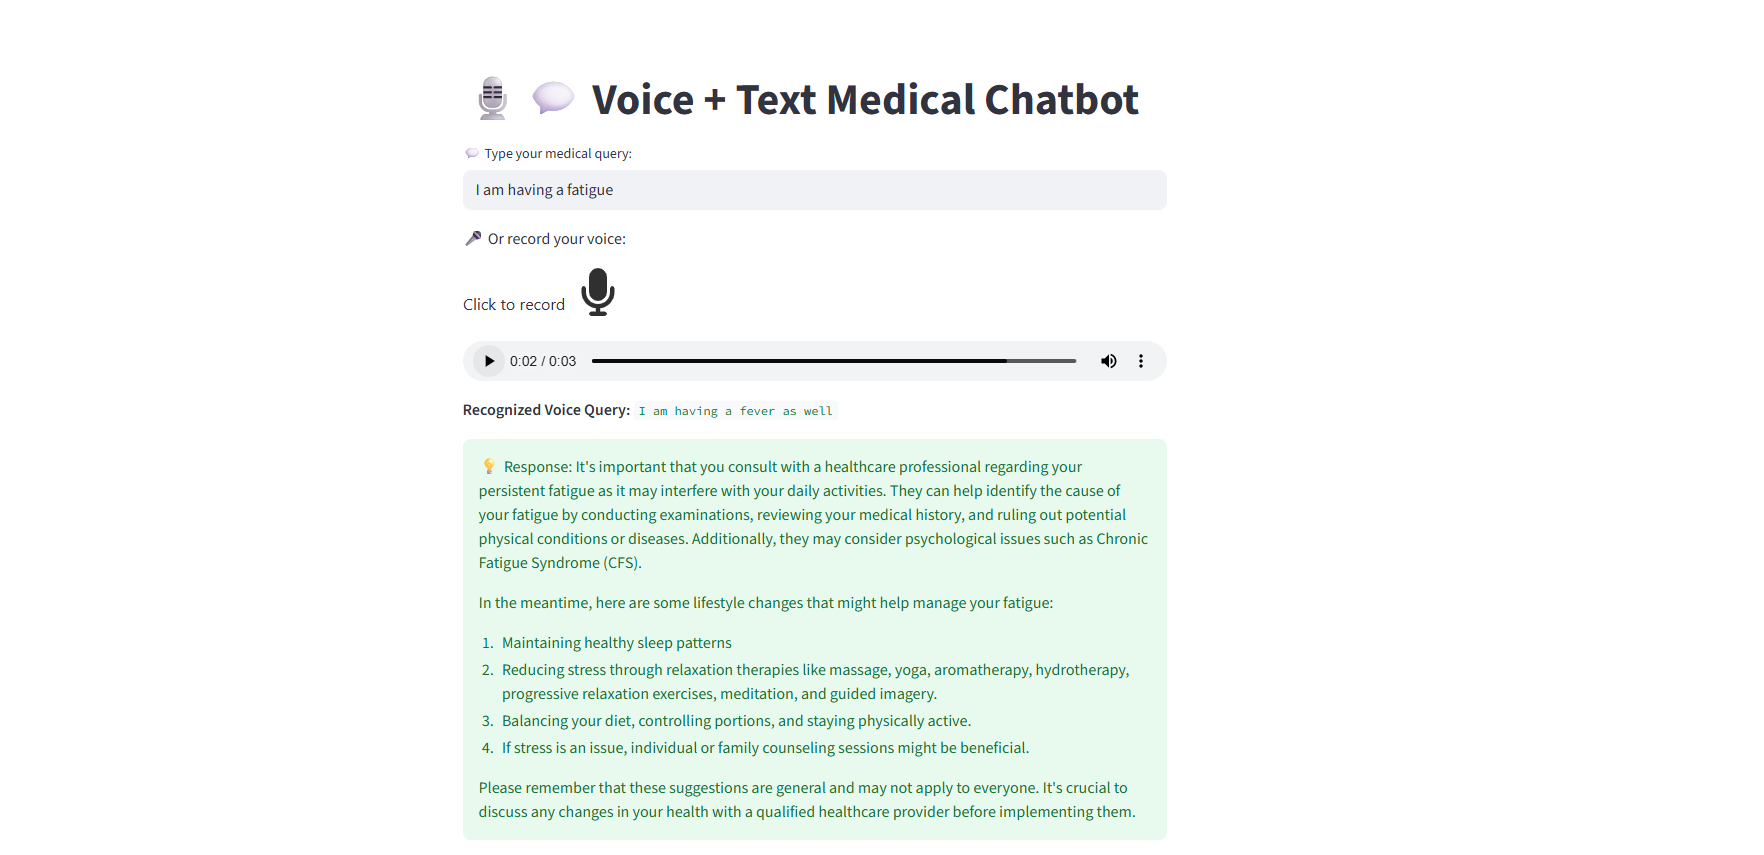 Voice + Text Medical Chatbot
Type your medical query:
I am having a fatigue
Or record your voice:
Click to record
0:02 / 0:03
Recognized Voice Query: I am having a fever as well
Response: It's important that you consult with a healthcare professional regarding your
persistent fatigue as it may interfere with your daily activities. They can help identify the cause of
your fatigue by conducting examinations, reviewing your medical history, and ruling out potential
physical conditions or diseases. Additionally, they may consider psychological issues such as Chronic
Fatigue Syndrome (CFS).
In the meantime, here are some lifestyle changes that might help manage your fatigue:
1. Maintaining healthy sleep patterns
2. Reducing stress through relaxation therapies like massage, yoga, aromatherapy, hydrotherapy,
progressive relaxation exercises, meditation, and guided imagery.
3. Balancing your diet, controlling portions, and staying physically active.
4. If stress is an issue, individual or family counseling sessions might be beneficial.
Please remember that these suggestions are general and may not apply to everyone. It's crucial to
discuss any changes in your health with a qualified healthcare provider before implementing them.